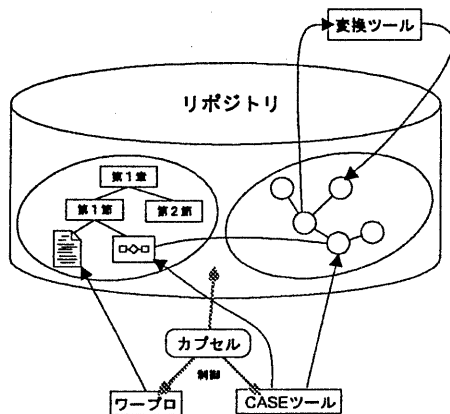 変換ツール
リポジトリ
第1章
第1節
第2節
カプセル
制御
ワープロ
CASEツール